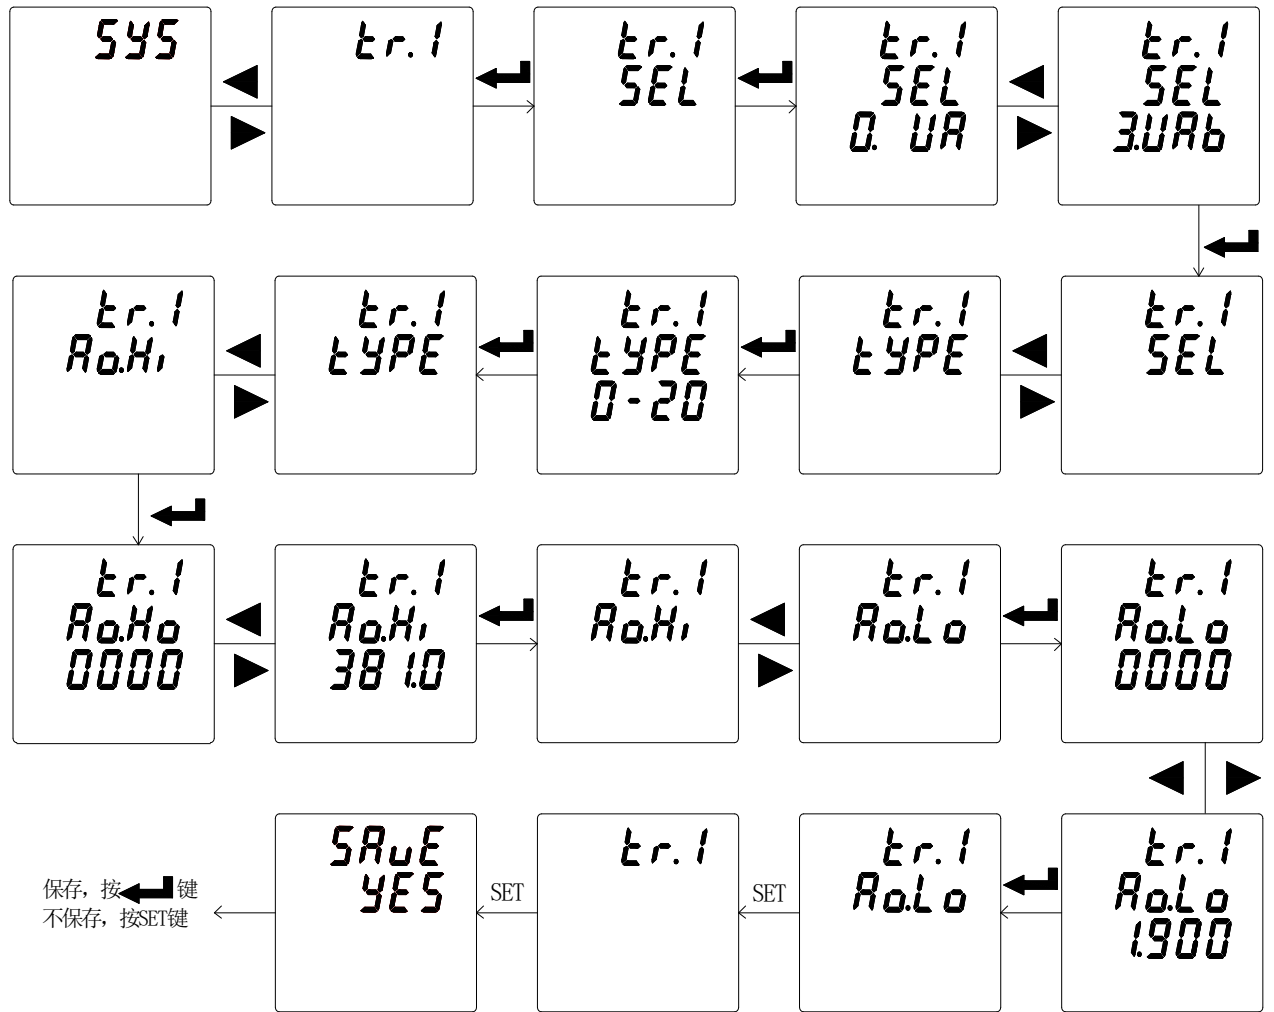 SYS
tr.1
tr.1
SEL
tr.1
SEL
0. UA
tr.1
SEL
3.UAb
tr.1
Ao.Hi
tr.1
tYPE
tr.1
tYPE
0-20
tr.1
tYPE
tr.1
SEL
tr.1
Ao.Ho
0000
tr.1
Ao.Hi
381.0
tr.1
Ao.Hi
tr.1
Ao.Lo
tr.1
Ao.Lo
0000
保存，按 键
不保存，按SET键
SAvE
YES
SET
tr.1
SET
tr.1
Ao.Lo
tr.1
Ao.Lo
1.900